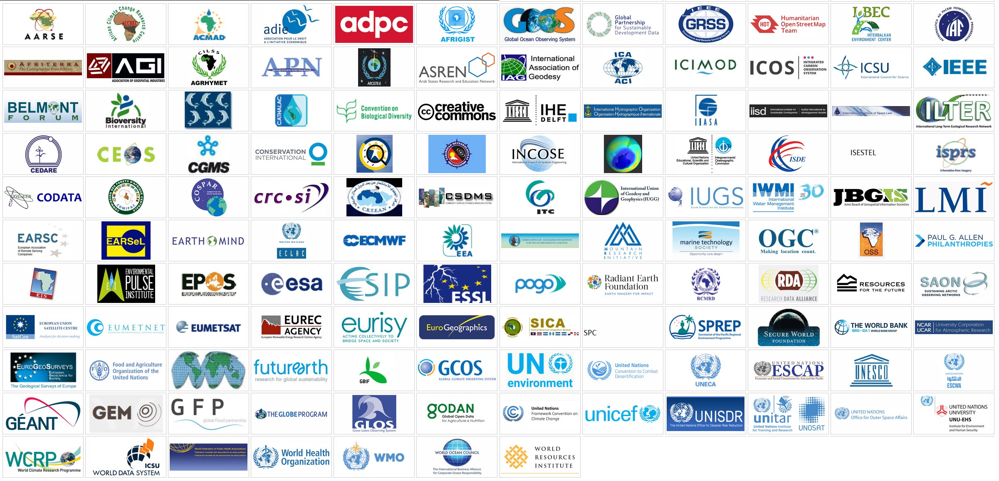 AARSE
African Climate Change Research Centre
ACCREC
ACMAD
adie
ASSOCIATION POUR LE DROIT
A L'INITIATIVE ECONOMIQUE
adpc
AFRIGIST
GOOS
Global Ocean Observing System
Global
Partnership
for Sustainable
Development Data
IEEE
GRSS
Geoscience and Remote Sensing Society
HOT
Humanitarian
OpenStreetMap
Team
i-BEC
INTERBALKAN
ENVIRONMENT CENTER
ASTRONAUTICA AD PACEM HOMINUMQUE PROGRESSUM
IAF
AFRITERRA
The Cartographic Free Library
AGI
ASSOCIATION OF GEOSPATIAL INDUSTRIES
CILSS
AGRHYMET
APN
Asia-Pacific Network for Global Change Research
ARCSSTE-E
ASREN
Arab States Research and Education Network
IAG
International
Association of
Geodesy
ICA
ACI
ICIMOD
ICOS
INTEGRATED
CARBON
OBSERVATION
SYSTEM
ICSU
International Council for Science
IEEE
BELMONT
FORUM
Bioversity
International
CATHALAC
Convention on
Biological Diversity
cc creative
commons
UNESCO
IHE
DELFT
International Hydrographic Organization
Organisation Hydrographique Internationale
IIASA
iisd
International Institute for
Sustainable Development
Institut international du
développement durable
International Institute of Space Law
ILTER
International Long-Term Ecological Research Network
CEDARE
CEOS
CGMS
CONSERVATION
INTERNATIONAL
CARIBBEAN METEOROLOGICAL
ORGANIZATION
INCOSE
International Council on Systems Engineering
UNESCO
United Nations
Educational, Scientific and
Cultural Organization
Intergovernmental
Oceanographic
Commission
ISDE
ISESTEL
isprs
information from imagery
ICSU
CODATA
CODATA
COMMISSION DES FORETS D'AFRIQUE CENTRALE
COMIFAC
COSPAR
COMMITTEE ON
SPACE RESEARCH
crc•si
C.R.T.E.A.N
CSDMS
COMMUNITY SURFACE DYNAMICS MODELING SYSTEM
ITC
International Union
of Geodesy and
Geophysics (IUGG)
IUGS
Earth Science for the Global Community
IWMI
International
Water Management
Institute
30
JBGIS
Joint Board of Geospatial Information Societies
LMI
EARSC
European Association
of Remote Sensing
Companies
EARSeL
EARTH MIND
UNITED NATIONS
ECLAC
ECMWF
EEA
MARIOLOPOULOS - KANAGINIS FOUNDATION
FOR THE ENVIRONMENTAL SCIENCES
MOUNTAIN
RESEARCH
INITIATIVE
marine technology
SOCIETY
Opportunity runs deep™
OGC®
Making location count.
OSS
PAUL G. ALLEN
PHILANTHROPIES
EIS
EPI
ENVIRONMENTAL
PULSE
INSTITUTE
EPOS
EUROPEAN PLATE OBSERVING SYSTEM
esa
ESIP
ESSL
pogo
Radiant Earth
Foundation
EARTH IMAGERY FOR IMPACT
RCMRD
RDA
RESEARCH DATA ALLIANCE
RESOURCES
FOR THE FUTURE
SAON
SUSTAINING ARCTIC
OBSERVING NETWORKS
SatCen
EUROPEAN UNION
SATELLITE CENTRE
Analysis for decision making
EUMETNET
EUROPEAN METEOROLOGICAL SERVICES NETWORK
EUMETSAT
EUREC
AGENCY
European Renewable Energy Research Centres Agency
eurisy
ACTING COLLECTIVELY TO
BRIDGE SPACE AND SOCIETY
EuroGeographics
SICA
Central American Integration System
SPC
SPREP
Secretariat of the Pacific Regional
Environment Programme
SECURE WORLD
FOUNDATION
THE WORLD BANK
IBRD • IDA | WORLD BANK GROUP
NCAR
UCAR
University Corporation
for Atmospheric Research
EUROGEOSURVEYS
European
Geoscience for
Society
The Geological Surveys of Europe
FAO
FIAT PANIS
Food and Agriculture
Organization of the
United Nations
futurearth
research for global sustainability
GBIF
GCOS
GLOBAL CLIMATE OBSERVING SYSTEM
UN
environment
United Nations
Convention to Combat
Desertification
UNECA
UNITED NATIONS
ESCAP
Economic and Social Commission for Asia and the Pacific
UNESCO
UNITED NATIONS
الإسكوا
ESCWA
GÉANT
GEM
GFP
global flood partnership
THE GLOBE PROGRAM
GLOS
Great Lakes Observing System
GODAN
Global Open Data
for Agriculture & Nutrition
United Nations
Framework Convention on
Climate Change
unicef
UNISDR
The United Nations Office for Disaster Risk Reduction
unitar
United Nations Institute
for Training and Research
UNOSAT
UNITED NATIONS
Office for Outer Space Affairs
UNITED NATIONS
UNIVERSITY
UNU-EHS
Institute for Environment
and Human Security
WCRP
World Climate Research Programme
ICSU
WORLD DATA SYSTEM
World Federation of Public Health Associations
Fédération mondiale des associations de santé publique
Federación mundial de las asociaciones de salud pública
World Health
Organization
WMO
WORLD OCEAN COUNCIL
The International Business Alliance
for Corporate Ocean Responsibility
WORLD
RESOURCES
INSTITUTE